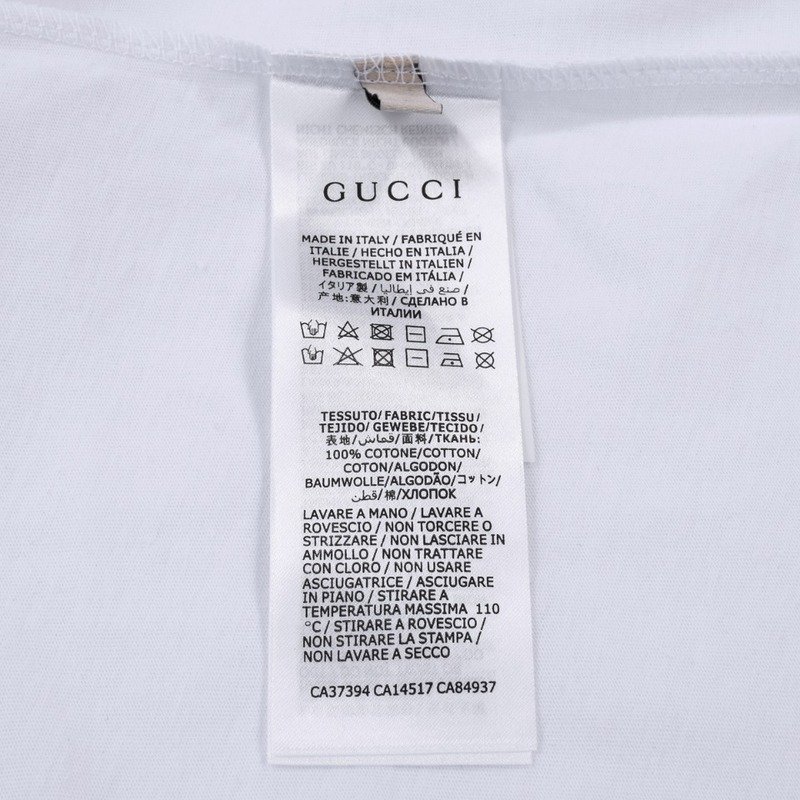 GUCCI
MADE IN ITALY / FABRIQUÉ EN
ITALIE / HECHO EN ITALIA /
HERGESTELLT IN ITALIEN /
FABRICADO EM ITÁLIA /
イタリア製 / صنع في إيطاليا /
产地:意大利 / СДЕЛАНО В
ИТАЛИИ
TESSUTO/FABRIC/TISSU/
TEJIDO/GEWEBE/TECIDO/
表地/قماش/面料/ТКАНЬ:
100% COTONE/COTTON/
COTON/ALGODON/
BAUMWOLLE/ALGODÃO/コットン/
قطن/棉/ХЛОПОК
LAVARE A MANO / LAVARE A
ROVESCIO / NON TORCERE O
STRIZZARE / NON LASCIARE IN
AMMOLLO / NON TRATTARE
CON CLORO / NON USARE
ASCIUGATRICE / ASCIUGARE
IN PIANO / STIRARE A
TEMPERATURA MASSIMA 110
°C / STIRARE A ROVESCIO /
NON STIRARE LA STAMPA /
NON LAVARE A SECCO
CA37394 CA14517 CA84937